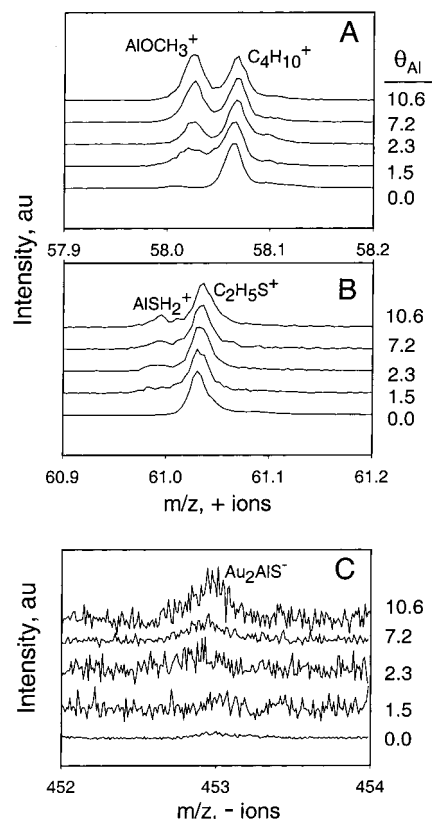 A
AlOCH₃⁺
C₄H₁₀⁺
θAl
10.6
7.2
2.3
1.5
0.0
57.9 58.0 58.1 58.2
Intensity, au
B
AlSH₂⁺
C₂H₅S⁺
10.6
7.2
2.3
1.5
0.0
60.9 61.0 61.1 61.2
m/z, + ions
C
Au₂AlS⁻
10.6
7.2
2.3
1.5
0.0
Intensity, au
452 453 454
m/z, - ions